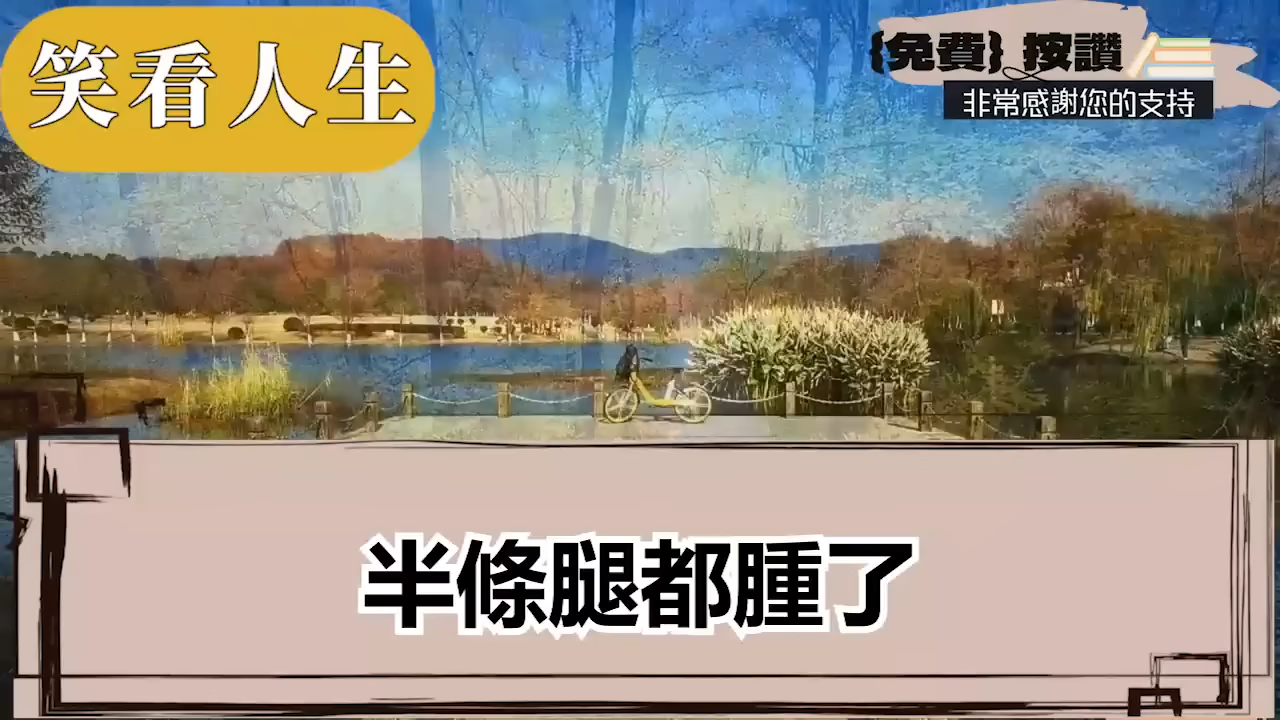 笑看人生
{免費} 按讚
非常感謝您的支持
半條腿都腫了